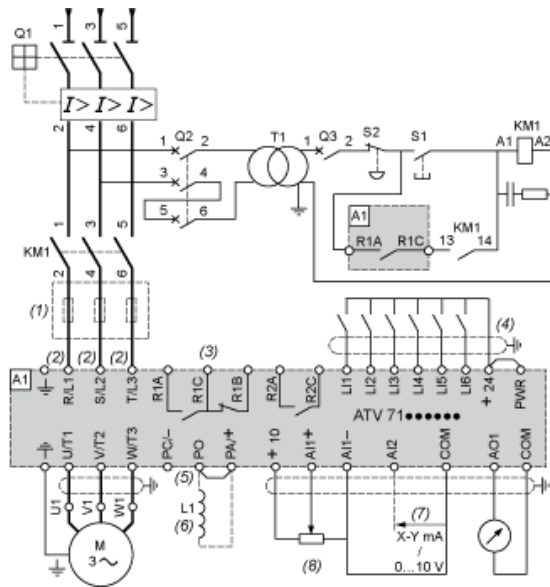 1 3 5
Q1
I> I> I>
2 4 6
1 Q2 2
3 4
5 6
T1
1 Q3 2
S2
S1
KM1
A1 A2
A1
R1A R1C
13 KM1 14
1 3 5
KM1
2 4 6
(1)
(2) (2) (2)
(3)
(4)
A1
R/L1
S/L2
T/L3
R1A
R1C
R1B
R2A
R2C
LI1
LI2
LI3
LI4
LI5
LI6
+ 24
PWR
ATV 71●●●●●●
U/T1
V/T2
W/T3
PC/–
PO
PA/+
+ 10
AI1+
AI1–
AI2
COM
AO1
COM
(5)
U1
V1
W1
L1
(6)
M
3 ~
(7)
X-Y mA
/
0...10 V
(8)